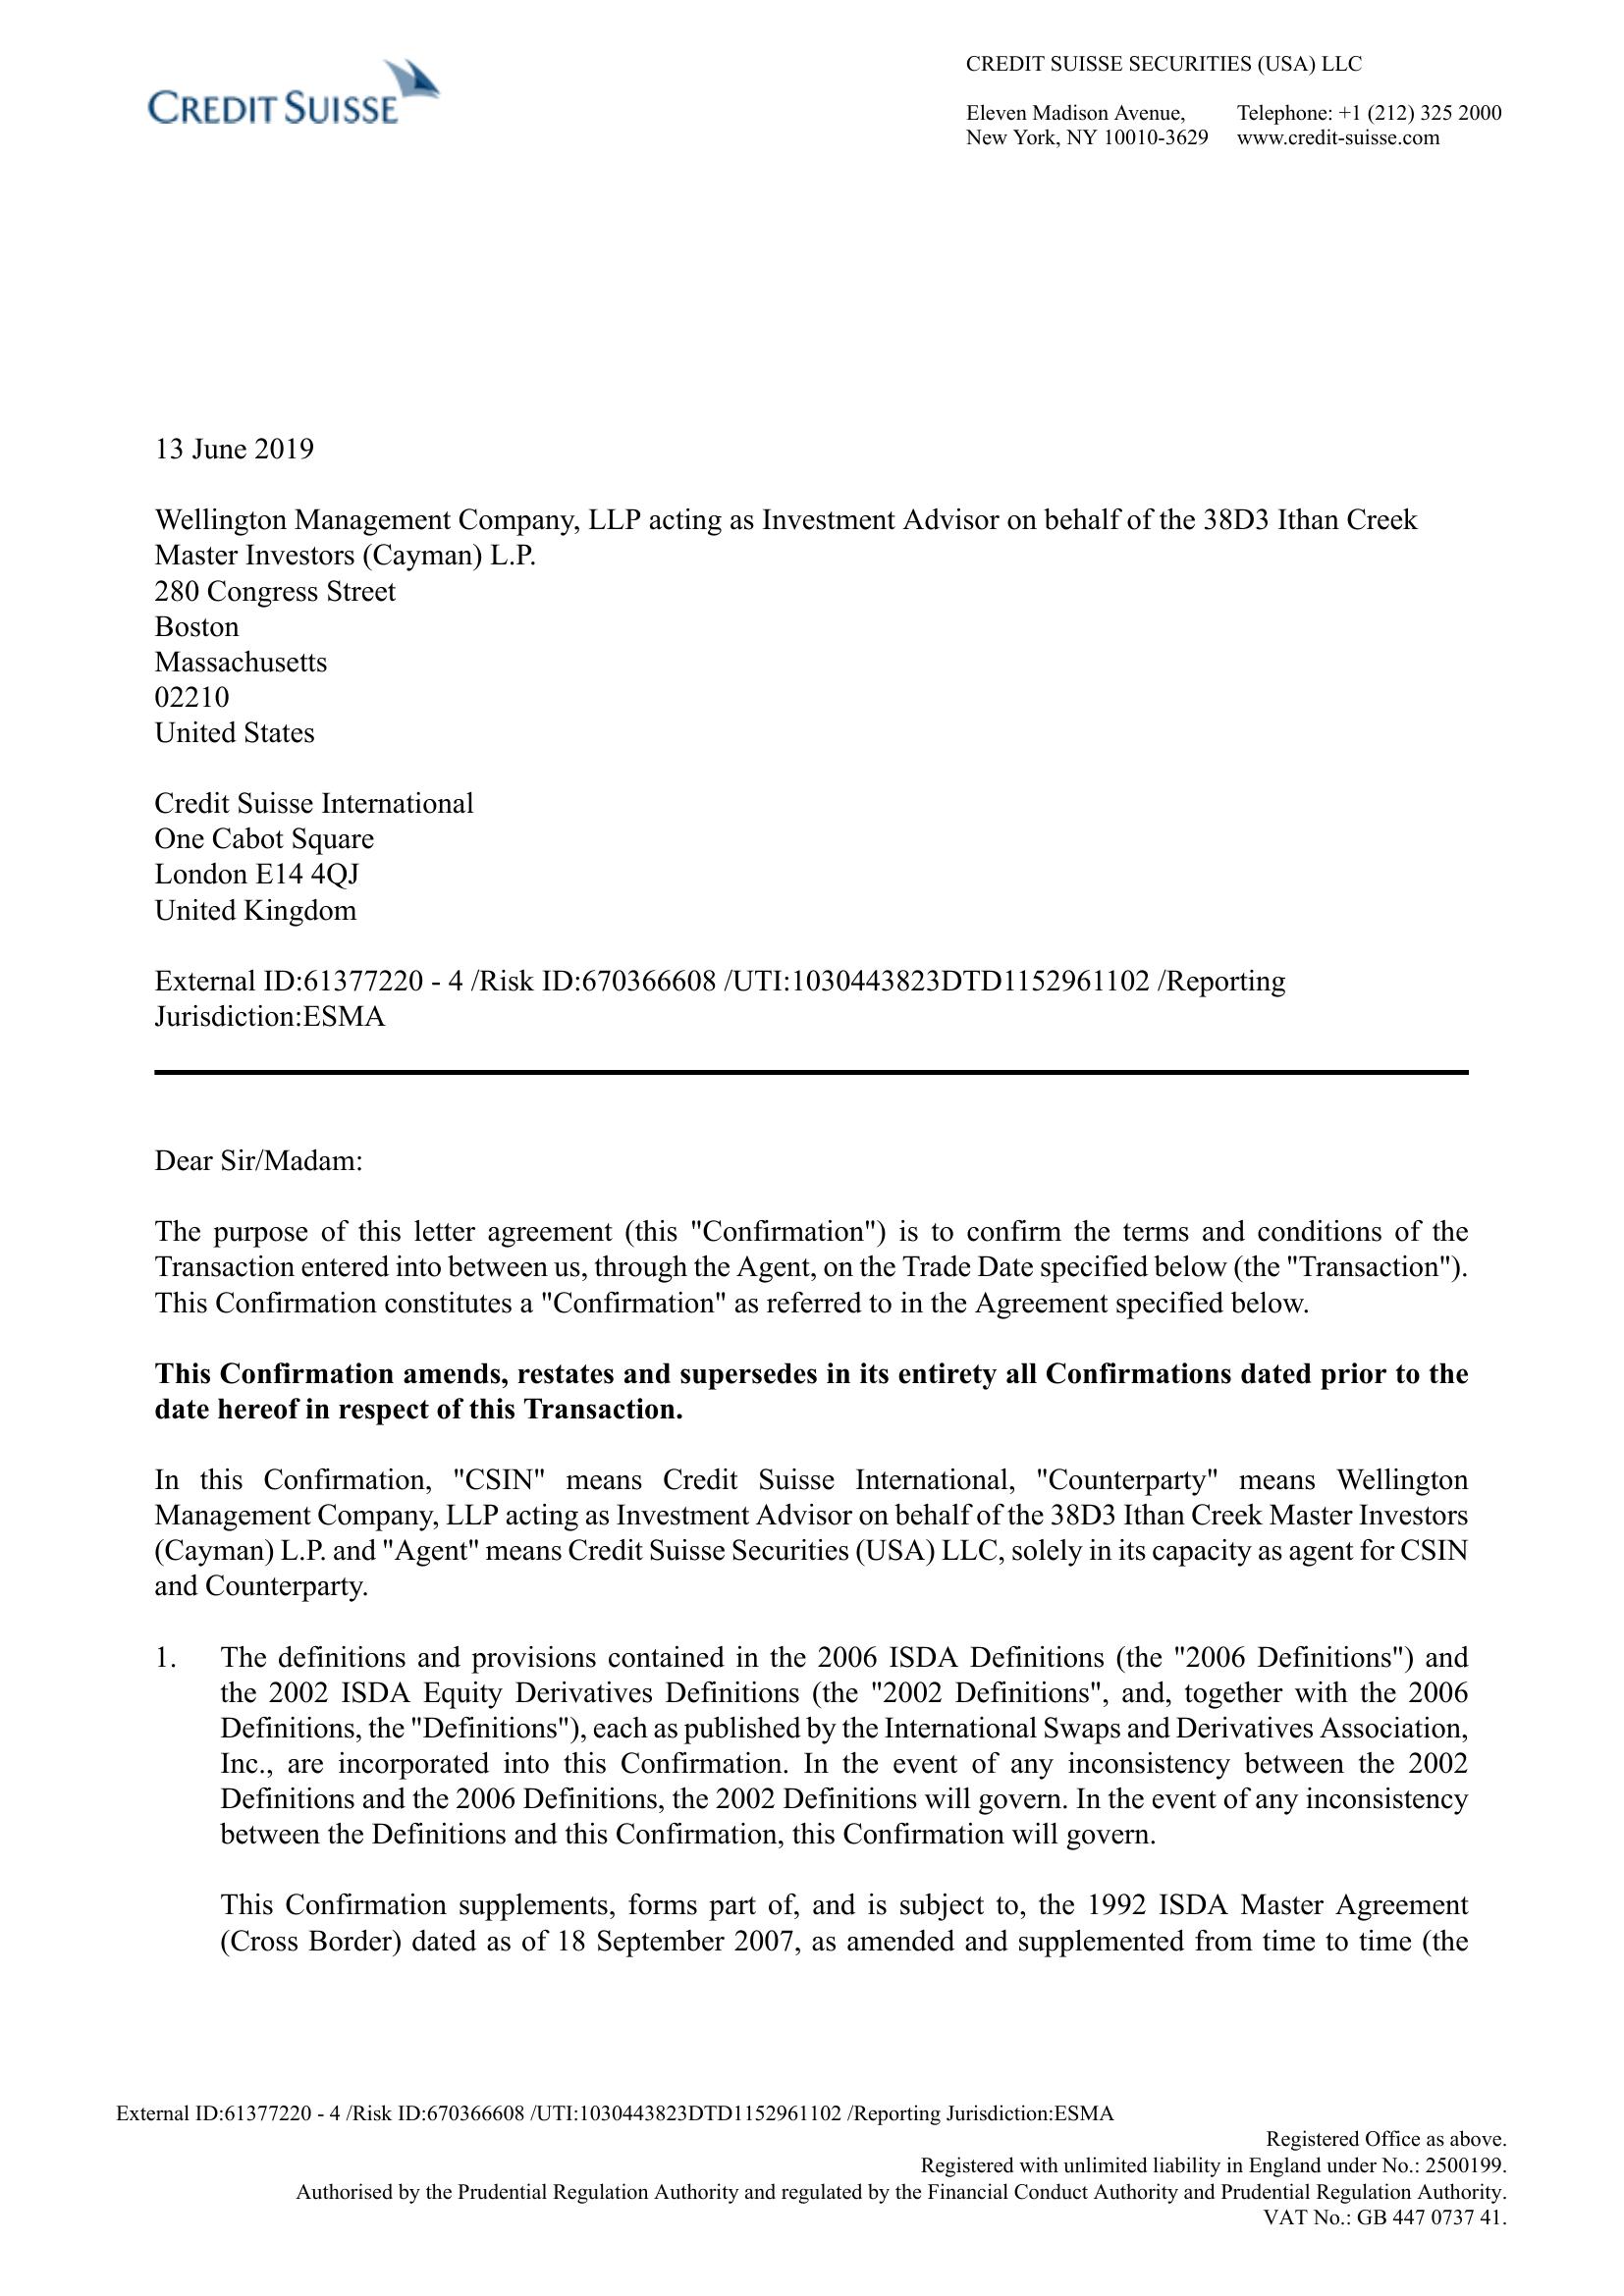 CREDIT SUISSE
CREDIT SUISSE SECURITIES (USA) LLC
Eleven Madison Avenue,
New York, NY 10010-3629
Telephone: +1 (212) 325 2000
www.credit-suisse.com
13 June 2019
Wellington Management Company, LLP acting as Investment Advisor on behalf of the 38D3 Ithan Creek
Master Investors (Cayman) L.P.
280 Congress Street
Boston
Massachusetts
02210
United States
Credit Suisse International
One Cabot Square
London E14 4QJ
United Kingdom
External ID:61377220 - 4 /Risk ID:670366608 /UTI:1030443823DTD1152961102 /Reporting
Jurisdiction:ESMA
Dear Sir/Madam:
The purpose of this letter agreement (this "Confirmation") is to confirm the terms and conditions of the
Transaction entered into between us, through the Agent, on the Trade Date specified below (the "Transaction").
This Confirmation constitutes a "Confirmation" as referred to in the Agreement specified below.
This Confirmation amends, restates and supersedes in its entirety all Confirmations dated prior to the
date hereof in respect of this Transaction.
In this Confirmation, "CSIN" means Credit Suisse International, "Counterparty" means Wellington
Management Company, LLP acting as Investment Advisor on behalf of the 38D3 Ithan Creek Master Investors
(Cayman) L.P. and "Agent" means Credit Suisse Securities (USA) LLC, solely in its capacity as agent for CSIN
and Counterparty.
1. The definitions and provisions contained in the 2006 ISDA Definitions (the "2006 Definitions") and
the 2002 ISDA Equity Derivatives Definitions (the "2002 Definitions", and, together with the 2006
Definitions, the "Definitions"), each as published by the International Swaps and Derivatives Association,
Inc., are incorporated into this Confirmation. In the event of any inconsistency between the 2002
Definitions and the 2006 Definitions, the 2002 Definitions will govern. In the event of any inconsistency
between the Definitions and this Confirmation, this Confirmation will govern.
This Confirmation supplements, forms part of, and is subject to, the 1992 ISDA Master Agreement
(Cross Border) dated as of 18 September 2007, as amended and supplemented from time to time (the
External ID:61377220 - 4 /Risk ID:670366608 /UTI:1030443823DTD1152961102 /Reporting Jurisdiction:ESMA
Registered Office as above.
Registered with unlimited liability in England under No.: 2500199.
Authorised by the Prudential Regulation Authority and regulated by the Financial Conduct Authority and Prudential Regulation Authority.
VAT No.: GB 447 0737 41.